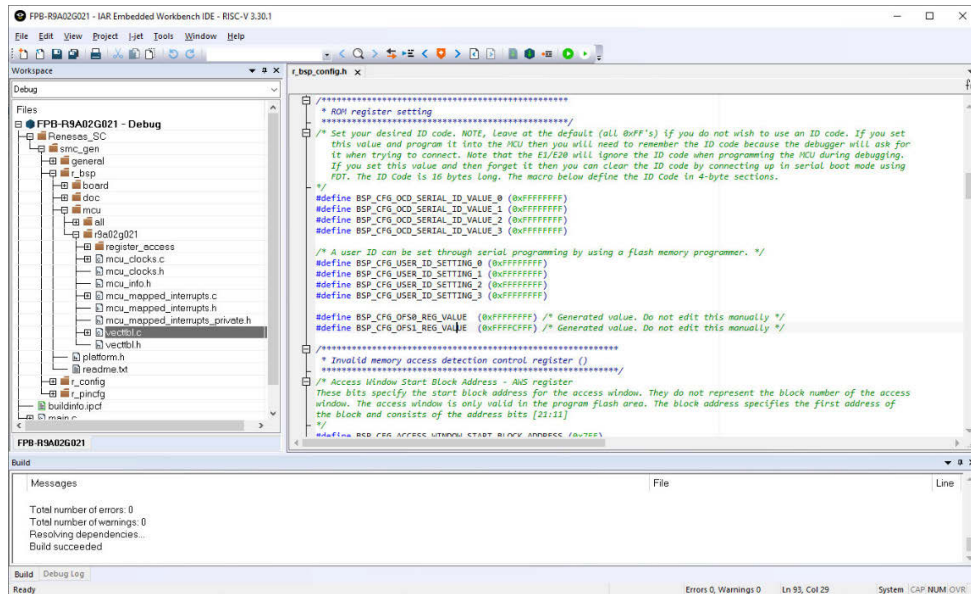 FPB-R9A02G021 - IAR Embedded Workbench IDE - RISC-V 3.30.1
File Edit View Project I-jet Tools Window Help
Workspace
Debug
Files
FPB-R9A02G021 - Debug
Renesas_SC
smc_gen
general
r_bsp
board
doc
mcu
all
r9a02g021
register_access
mcu_clocks.c
mcu_clocks.h
mcu_info.h
mcu_mapped_interrupts.c
mcu_mapped_interrupts.h
mcu_mapped_interrupts_private.h
vecttbl.c
vecttbl.h
platform.h
readme.txt
r_config
r_pincfg
buildinfo.ipcf
main.c
FPB-R9A02G021
r_bsp_config.h
/*************************************************
* ROM register setting
*************************************************/
/* Set your desired ID code. NOTE, leave at the default (all 0xFF's) if you do not wish to use an ID code. If you set
this value and program it into the MCU then you will need to remember the ID code because the debugger will ask for
it when trying to connect. Note that the E1/E20 will ignore the ID code when programming the MCU during debugging.
If you set this value and then forget it then you can clear the ID code by connecting up in serial boot mode using
FDT. The ID Code is 16 bytes long. The macro below define the ID Code in 4-byte sections.
*/
#define BSP_CFG_OCD_SERIAL_ID_VALUE_0 (0xFFFFFFFF)
#define BSP_CFG_OCD_SERIAL_ID_VALUE_1 (0xFFFFFFFF)
#define BSP_CFG_OCD_SERIAL_ID_VALUE_2 (0xFFFFFFFF)
#define BSP_CFG_OCD_SERIAL_ID_VALUE_3 (0xFFFFFFFF)
/* A user ID can be set through serial programming by using a flash memory programmer. */
#define BSP_CFG_USER_ID_SETTING_0 (0xFFFFFFFF)
#define BSP_CFG_USER_ID_SETTING_1 (0xFFFFFFFF)
#define BSP_CFG_USER_ID_SETTING_2 (0xFFFFFFFF)
#define BSP_CFG_USER_ID_SETTING_3 (0xFFFFFFFF)
#define BSP_CFG_OFS0_REG_VALUE (0xFFFFFFFF) /* Generated value. Do not edit this manually */
#define BSP_CFG_OFS1_REG_VALUE (0xFFFFCFFF) /* Generated value. Do not edit this manually */
/***********************************************************
* Invalid memory access detection control register ()
***********************************************************/
/* Access Window Start Block Address - AWS register
These bits specify the start block address for the access window. They do not represent the block number of the access
window. The access window is only valid in the program flash area. The block address specifies the first address of
the block and consists of the address bits [21:11]
*/
#define BSP_CFG_ACCESS_WINDOW_START_BLOCK_ADDRESS (0x7FF)
Build
Messages File Line
Total number of errors: 0
Total number of warnings: 0
Resolving dependencies...
Build succeeded
Build Debug Log
Ready Errors 0, Warnings 0 Ln 93, Col 29 System CAP NUM OVR